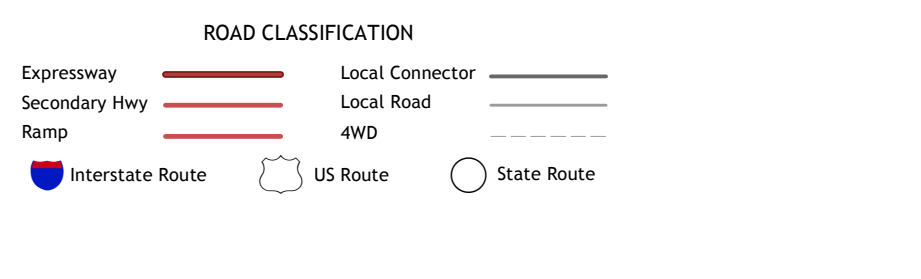 ROAD CLASSIFICATION
Expressway
Local Connector
Secondary Hwy
Local Road
Ramp
4WD
Interstate Route
US Route
State Route